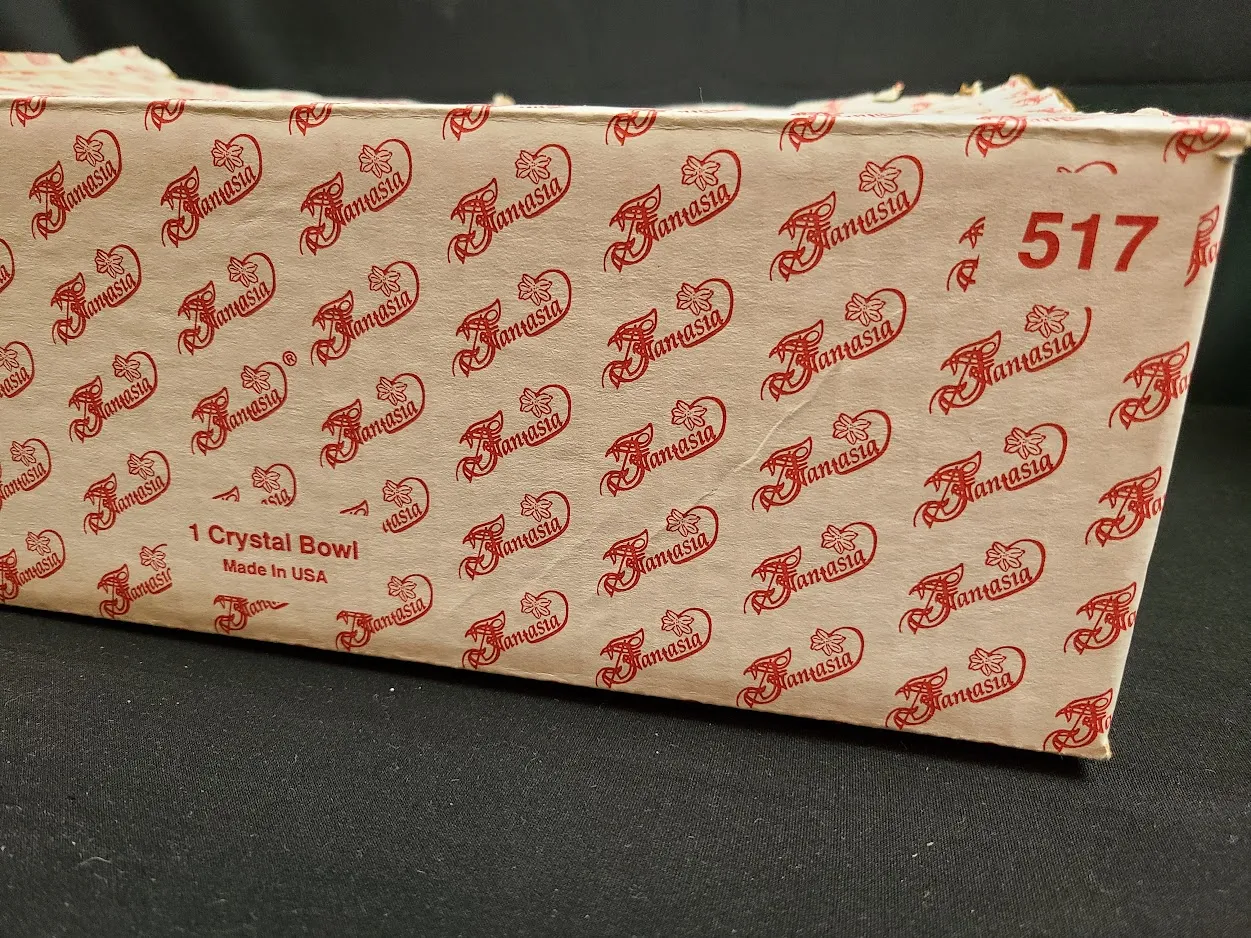 Fantasia
517
®
1 Crystal Bowl
Made In USA